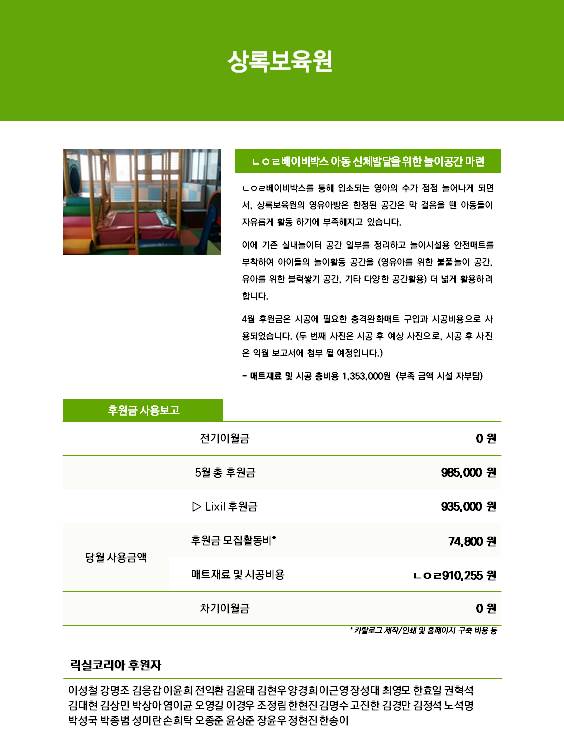 상록보육원
ㄴㅇㄹ베이비박스 아동 신체발달을 위한 놀이공간 마련
ㄴㅇㄹ베이비박스를 통해 입소되는 영아의 수가 점점 늘어나게 되면
서, 상록보육원의 영유아방은 한정된 공간은 막 걸음을 뗀 아동들이
자유롭게 활동 하기에 부족해지고 있습니다.
이에 기존 실내놀이터 공간 일부를 정리하고 놀이시설용 안전매트를
부착하여 아이들의 놀이활동 공간을 (영유아를 위한 볼풀놀이 공간,
유아를 위한 블럭쌓기 공간, 기타 다양한 공간활용) 더 넓게 활용하려
합니다.
4월 후원금은 시공에 필요한 충격완화매트 구입과 시공비용으로 사
용되었습니다. (두 번째 사진은 시공 후 예상 사진으로, 시공 후 사진
은 익월 보고서에 첨부 될 예정입니다.)
- 매트재료 및 시공 총비용 1,353,000원 (부족 금액 시설 자부담)
후원금 사용보고
전기이월금 0 원
5월 총 후원금 985,000 원
▷ Lixil 후원금 935,000 원
당월 사용금액
후원금 모집활동비* 74,800 원
매트재료 및 시공비용 ㄴㅇㄹ910,255 원
차기이월금 0 원
* 카탈로그 제작/인쇄 및 홈페이지 구축 비용 등
릭실코리아 후원자
이성철 강명조 김응갑 이윤희 전익환 김윤태 김현우 양경희 이근영 장성대 최영모 한효일 권혁석
김대현 김상민 박상아 염이균 오영길 이경우 조정림 한현진 김명수 고진한 김경만 김정석 노석명
박성국 박종범 성미란 손희탁 오종준 윤상준 장윤우 정현진 한송이